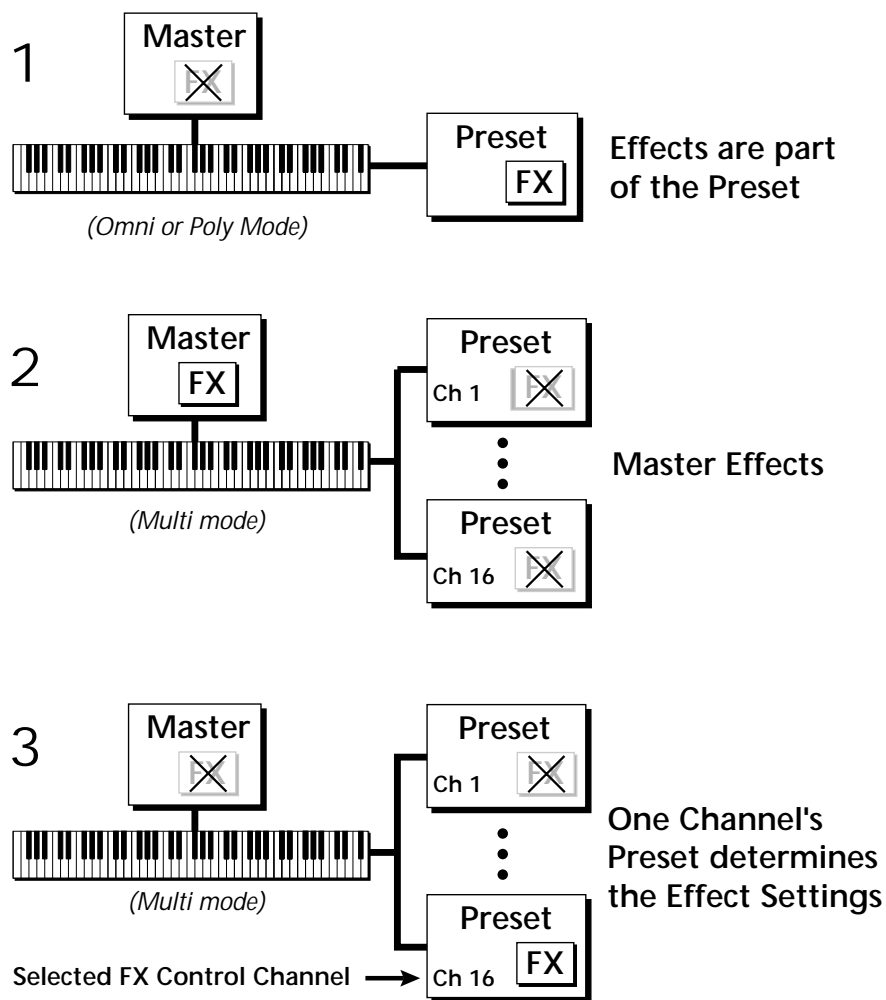 1
Master
FX
(Omni or Poly Mode)
Preset
FX
Effects are part
of the Preset
2
Master
FX
(Multi mode)
Preset
Ch 1
FX
Preset
Ch 16
FX
Master Effects
3
Master
FX
(Multi mode)
Preset
Ch 1
FX
Preset
Ch 16
FX
One Channel's
Preset determines
the Effect Settings
Selected FX Control Channel